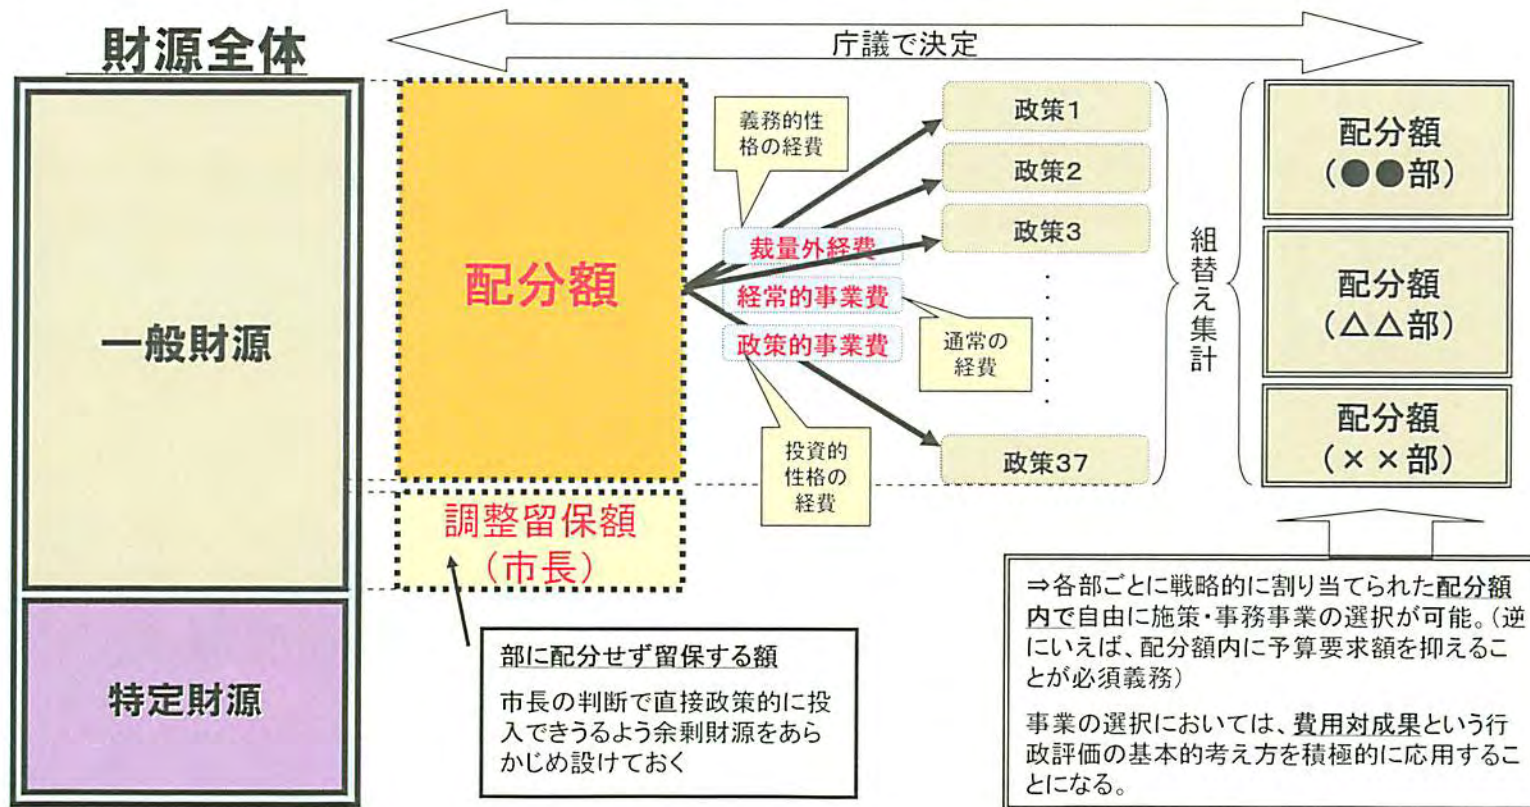 財源全体
庁議で決定
一般財源
特定財源
配分額
調整留保額
（市長）
義務的性
格の経費
裁量外経費
経常的事業費
政策的事業費
通常の
経費
投資的
性格の
経費
政策1
政策2
政策3
政策37
組替え集計
配分額
（●●部）
配分額
（△△部）
配分額
（××部）
部に配分せず留保する額
市長の判断で直接政策的に投
入できうるよう余剰財源をあら
かじめ設けておく
⇒各部ごとに戦略的に割り当てられた配分額
内で自由に施策・事務事業の選択が可能。（逆
にいえば、配分額内に予算要求額を抑えるこ
とが必須義務）
事業の選択においては、費用対成果という行
政評価の基本的考え方を積極的に応用するこ
とになる。